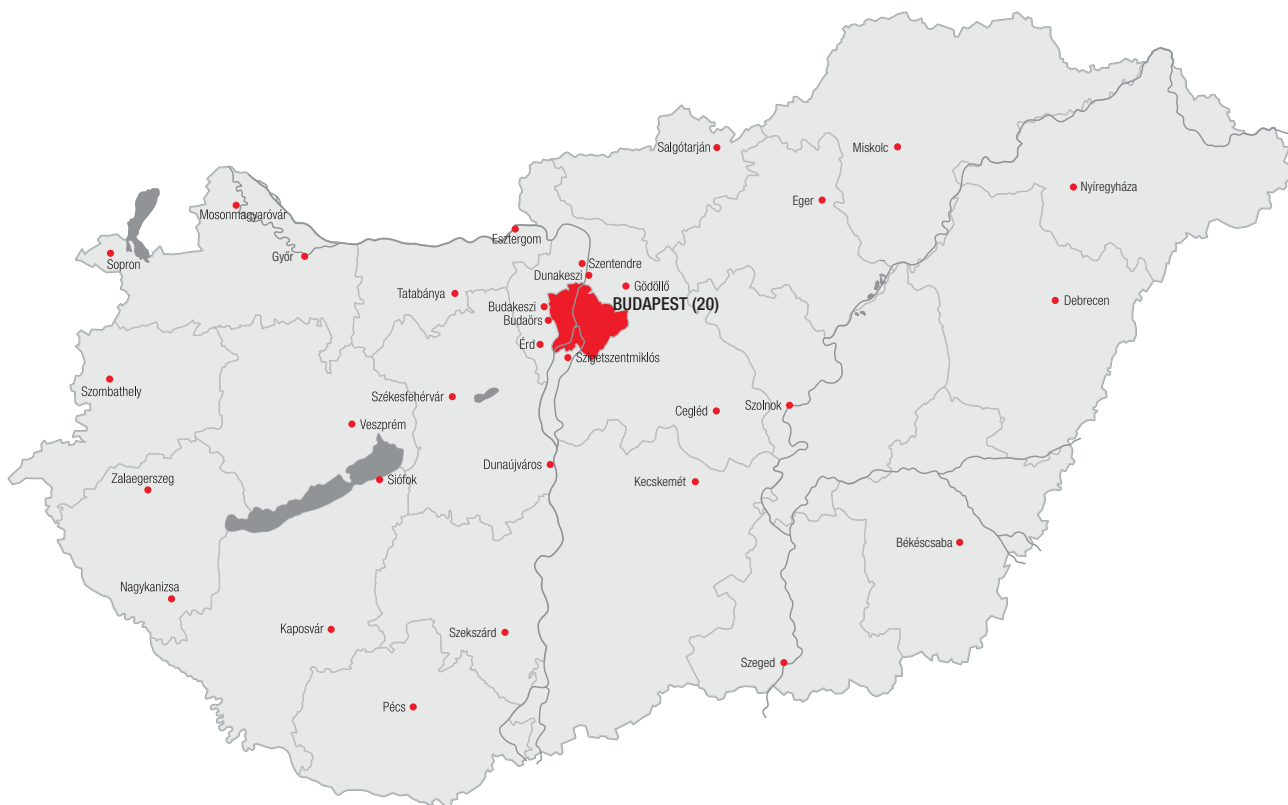 Salgótarján
Miskolc
Nyíregyháza
Eger
Mosonmagyaróvár
Esztergom
Sopron
Győr
Szentendre
Dunakeszi
Gödöllő
Tatabánya
Budakeszi
BUDAPEST (20)
Debrecen
Budaörs
Érd
Szigetszentmiklós
Szombathely
Székesfehérvár
Cegléd
Szolnok
Veszprém
Dunaújváros
Zalaegerszeg
Siófok
Kecskemét
Békéscsaba
Nagykanizsa
Kaposvár
Szekszárd
Szeged
Pécs